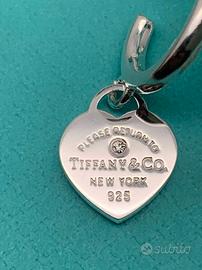 PLEASE RETURN TO
TIFFANY & CO.
NEW YORK
925
subito